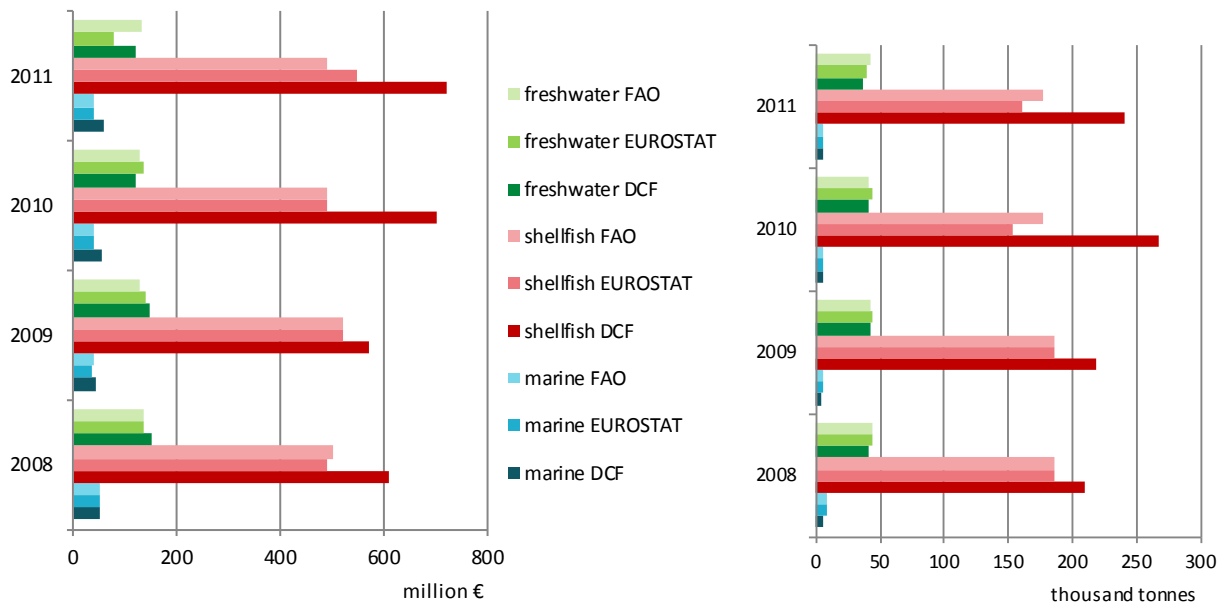 2011
2010
2009
2008
0 200 400 600 800
million €
freshwater FAO
freshwater EUROSTAT
freshwater DCF
shellfish FAO
shellfish EUROSTAT
shellfish DCF
marine FAO
marine EUROSTAT
marine DCF
2011
2010
2009
2008
0 50 100 150 200 250 300
thousand tonnes